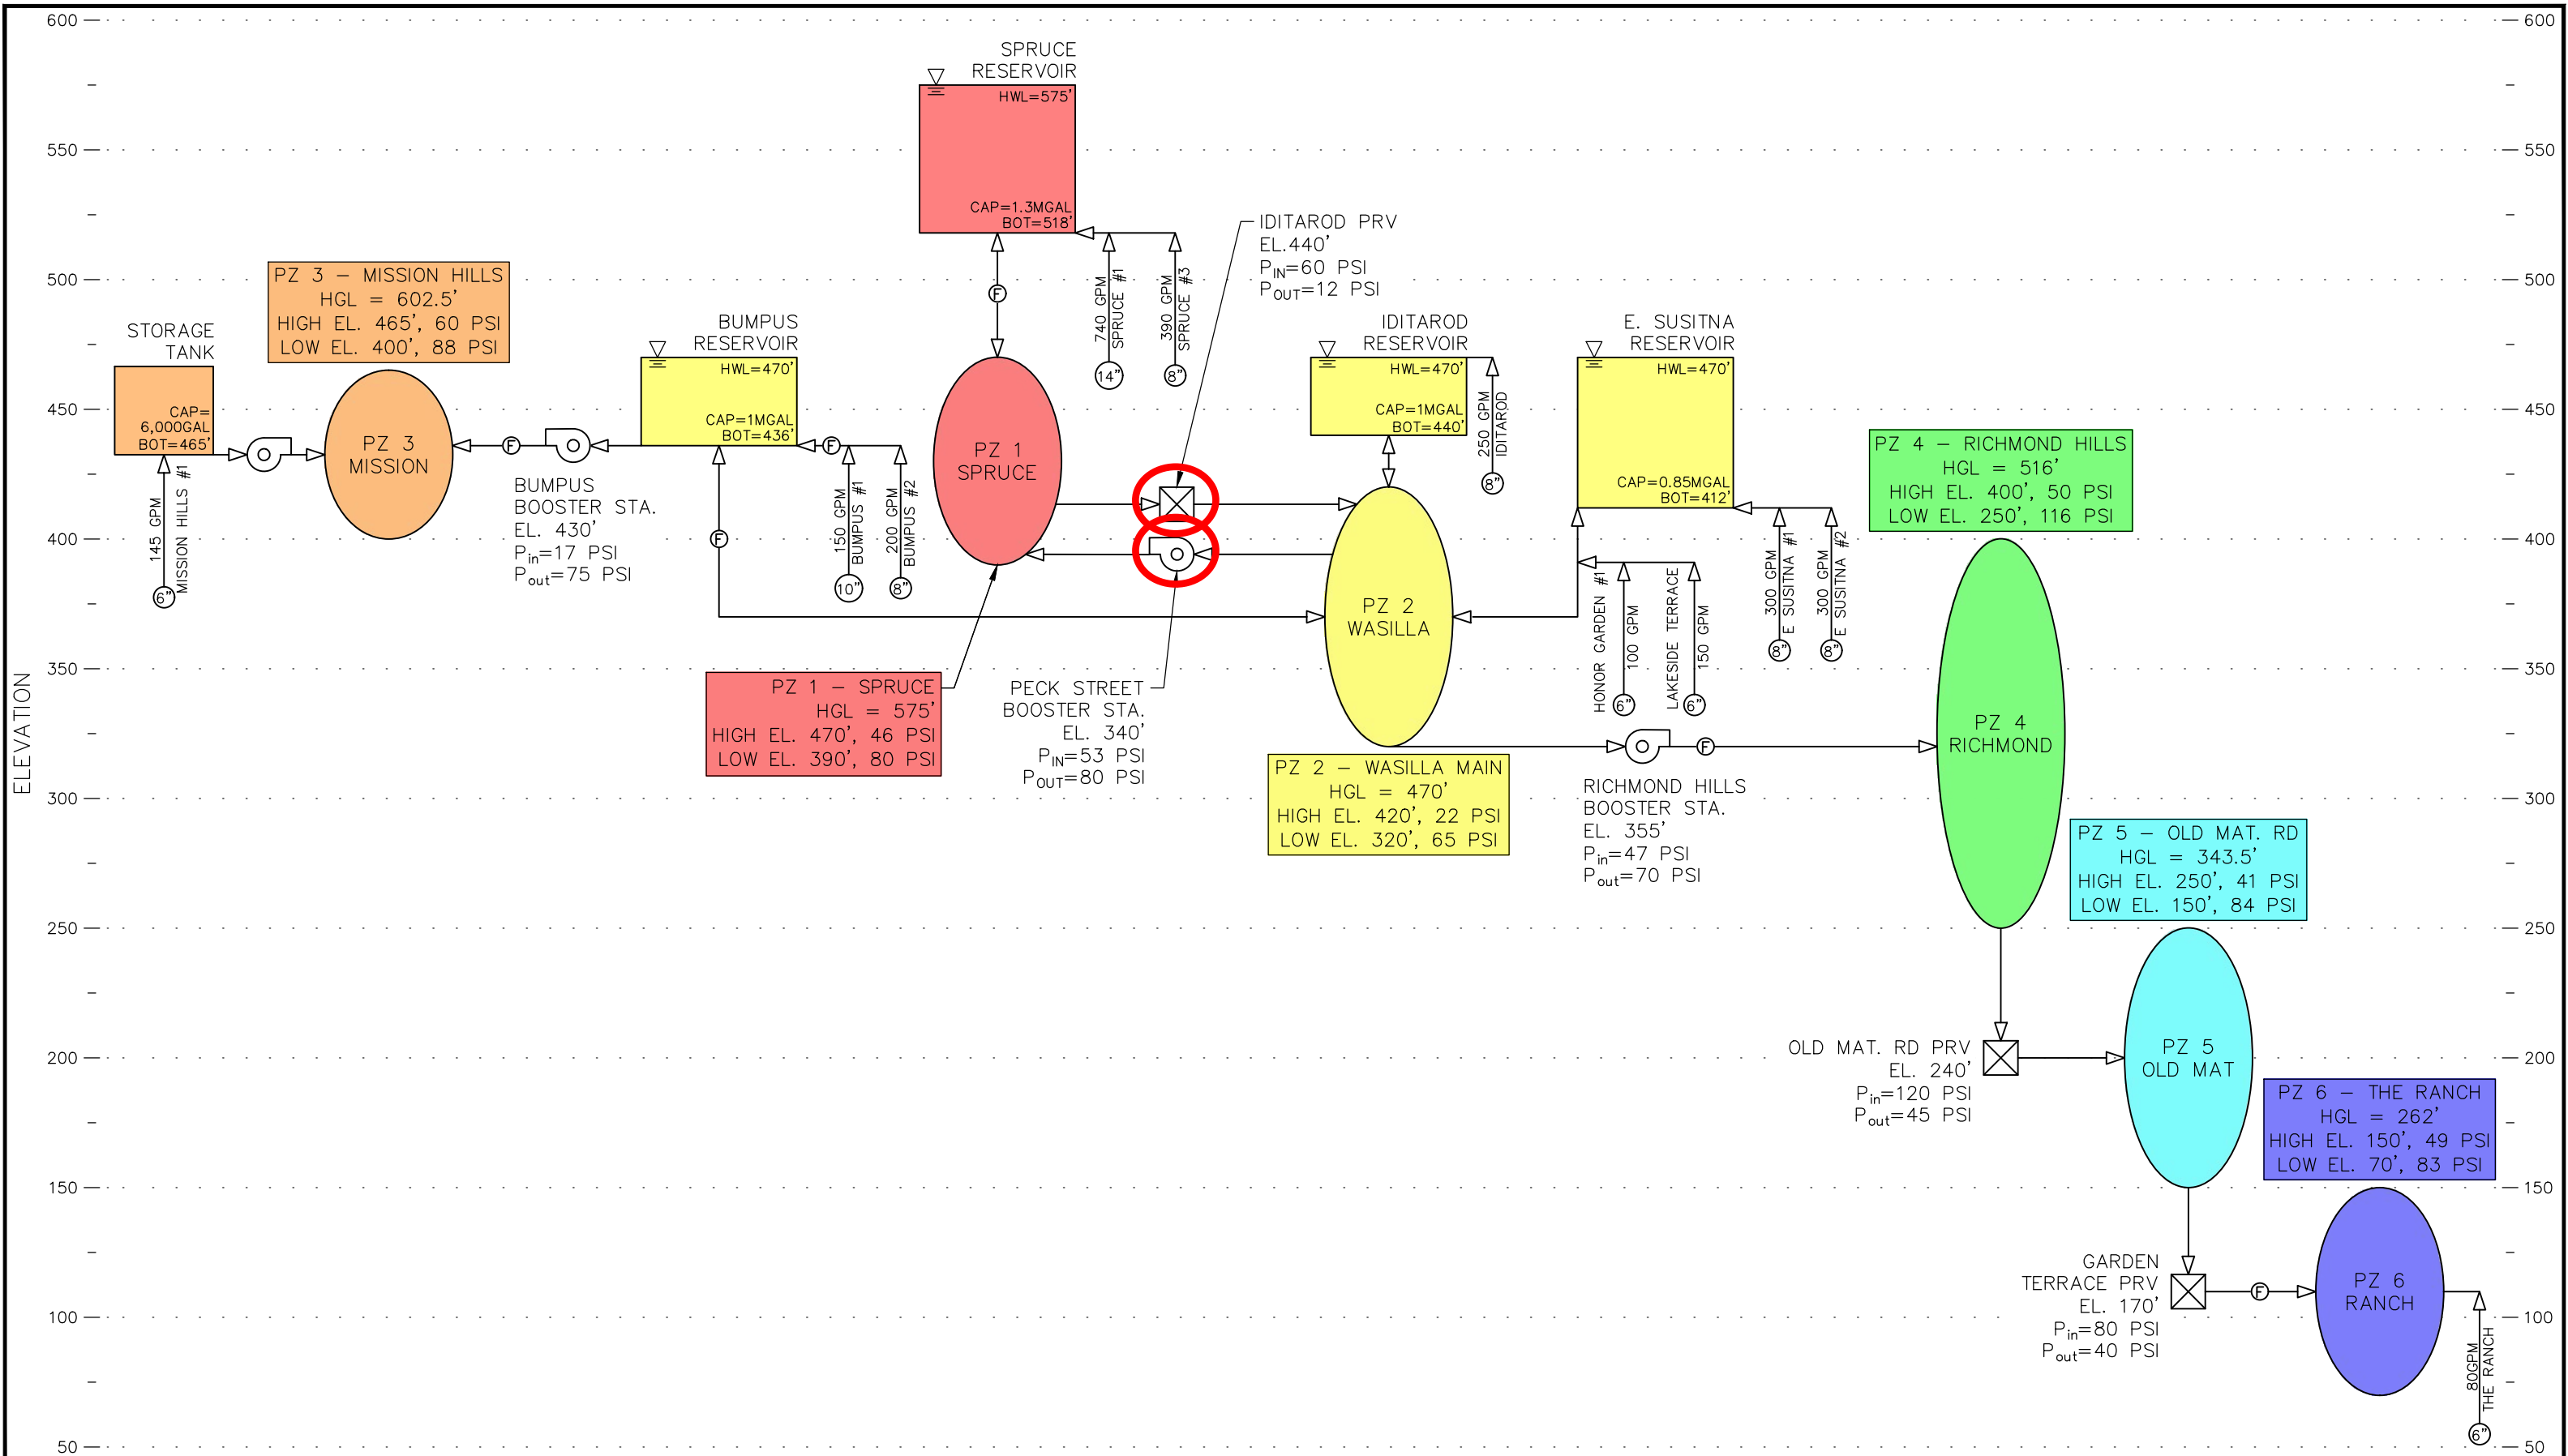 600
550
500
450
400
350
300
250
200
150
100
50
ELEVATION
600
550
500
450
400
350
300
250
200
150
100
50
STORAGE
TANK
CAP=
6,000GAL
BOT=465'
145 GPM
MISSION HILLS #1
6"
PZ 3 – MISSION HILLS
HGL = 602.5'
HIGH EL. 465', 60 PSI
LOW EL. 400', 88 PSI
PZ 3
MISSION
F
BUMPUS
BOOSTER STA.
EL. 430'
Pin=17 PSI
Pout=75 PSI
BUMPUS
RESERVOIR
HWL=470'
CAP=1MGAL
BOT=436'
F
F
150 GPM
BUMPUS #1
10"
200 GPM
BUMPUS #2
8"
SPRUCE
RESERVOIR
HWL=575'
CAP=1.3MGAL
BOT=518'
F
740 GPM
SPRUCE #1
14"
390 GPM
SPRUCE #3
8"
PZ 1
SPRUCE
PZ 1 – SPRUCE
HGL = 575'
HIGH EL. 470', 46 PSI
LOW EL. 390', 80 PSI
IDITAROD PRV
EL.440'
PIN=60 PSI
POUT=12 PSI
PECK STREET
BOOSTER STA.
EL. 340'
PIN=53 PSI
POUT=80 PSI
IDITAROD
RESERVOIR
HWL=470'
CAP=1MGAL
BOT=440'
250 GPM
IDITAROD
8"
E. SUSITNA
RESERVOIR
HWL=470'
CAP=0.85MGAL
BOT=412'
HONOR GARDEN #1
100 GPM
6"
LAKESIDE TERRACE
150 GPM
6"
300 GPM
E SUSITNA #1
8"
300 GPM
E SUSITNA #2
8"
PZ 2
WASILLA
PZ 2 – WASILLA MAIN
HGL = 470'
HIGH EL. 420', 22 PSI
LOW EL. 320', 65 PSI
F
RICHMOND HILLS
BOOSTER STA.
EL. 355'
Pin=47 PSI
Pout=70 PSI
PZ 4 – RICHMOND HILLS
HGL = 516'
HIGH EL. 400', 50 PSI
LOW EL. 250', 116 PSI
PZ 4
RICHMOND
PZ 5 – OLD MAT. RD
HGL = 343.5'
HIGH EL. 250', 41 PSI
LOW EL. 150', 84 PSI
OLD MAT. RD PRV
EL. 240'
Pin=120 PSI
Pout=45 PSI
PZ 5
OLD MAT
PZ 6 – THE RANCH
HGL = 262'
HIGH EL. 150', 49 PSI
LOW EL. 70', 83 PSI
GARDEN
TERRACE PRV
EL. 170'
Pin=80 PSI
Pout=40 PSI
F
PZ 6
RANCH
80GPM
THE RANCH
6"